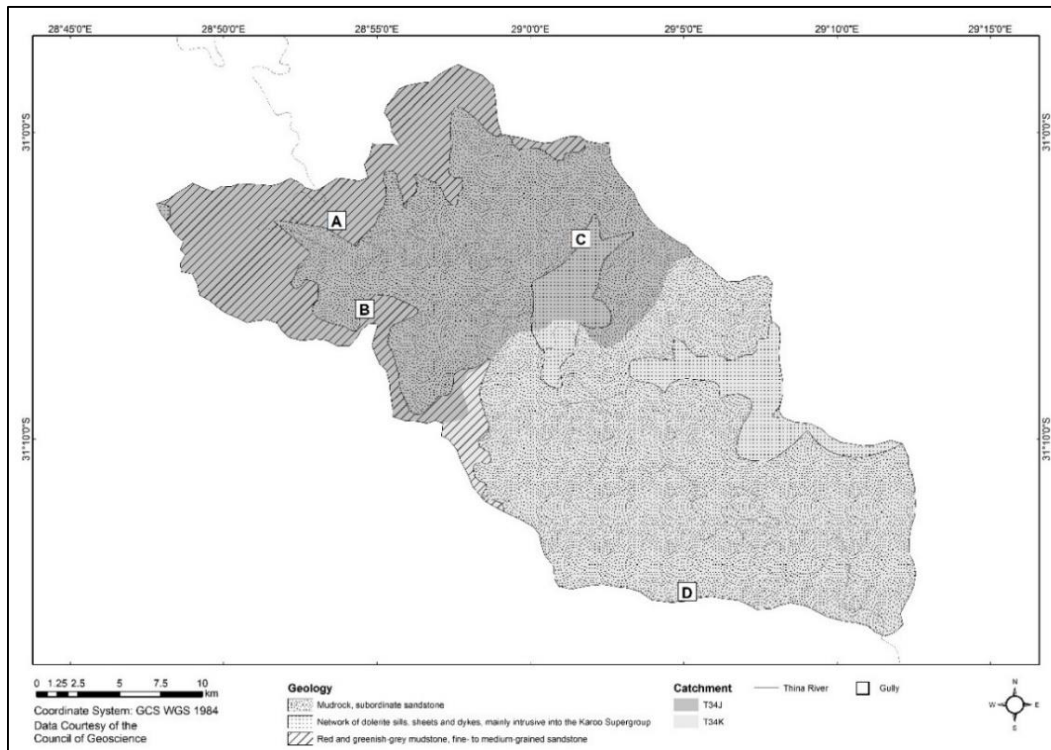 28°45'0"E 28°50'0"E 28°55'0"E 29°0'0"E 29°5'0"E 29°10'0"E 29°15'0"E
31°0'0"S 31°0'0"S
A
C
B
31°10'0"S 31°10'0"S
D
0 1.25 2.5 5 7.5 10
km
Coordinate System: GCS WGS 1984
Data Courtesy of the
Council of Geoscience
Geology
Mudrock, subordinate sandstone
Network of dolerite sills, sheets and dykes, mainly intrusive into the Karoo Supergroup
Red and greenish-grey mudstone, fine- to medium-grained sandstone
Catchment
T34J
T34K
Thina River
Gully
N
W E
S